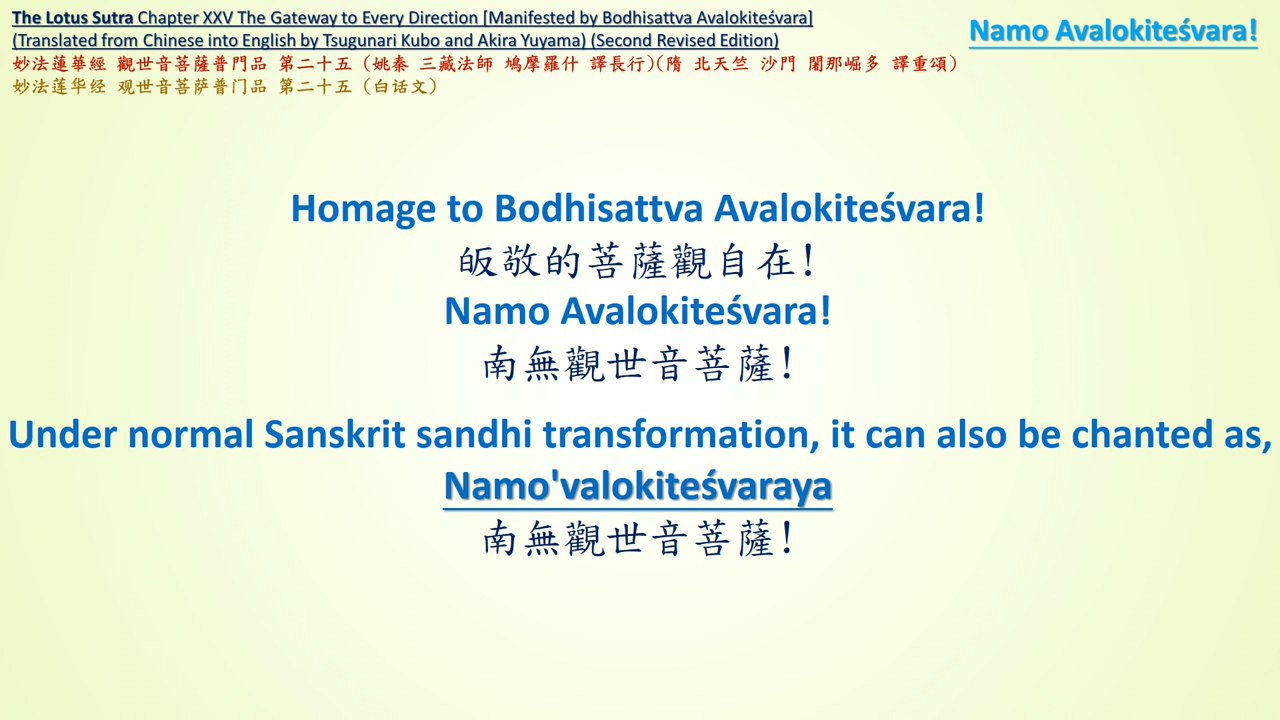 The Lotus Sutra Chapter XXV The Gateway to Every Direction [Manifested by Bodhisattva Avalokiteśvara]
(Translated from Chinese into English by Tsugunari Kubo and Akira Yuyama) (Second Revised Edition)
妙法蓮華經 觀世音菩薩普門品 第二十五 (姚秦 三藏法師 鳩摩羅什 譯長行)(隋 北天竺 沙門 闍那崛多 譯重頌)
妙法莲华经 观世音菩萨普门品 第二十五 (白话文)
Namo Avalokiteśvara!
Homage to Bodhisattva Avalokiteśvara!
皈敬的菩薩觀自在!
Namo Avalokiteśvara!
南無觀世音菩薩!
Under normal Sanskrit sandhi transformation, it can also be chanted as,
Namo'valokiteśvaraya
南無觀世音菩薩!